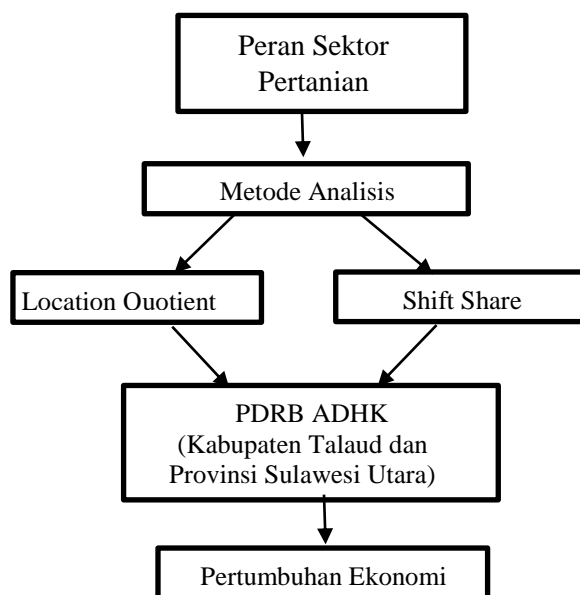 Peran Sektor
Pertanian
Metode Analisis
Location Ouotient
Shift Share
PDRB ADHK
(Kabupaten Talaud dan
Provinsi Sulawesi Utara)
Pertumbuhan Ekonomi